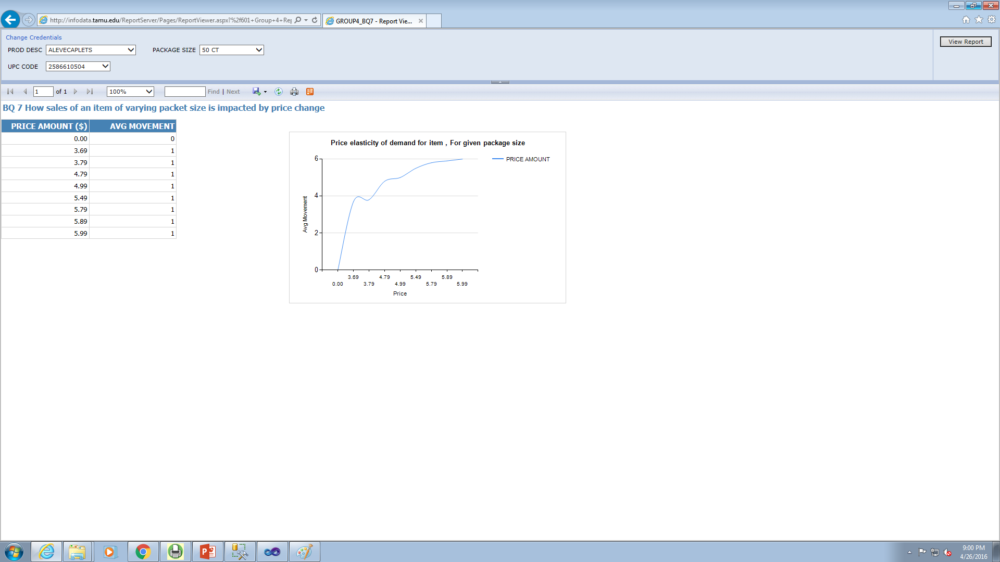 http://infodata.tamu.edu/ReportServer/Pages/ReportViewer.aspx?%2f601+Group+4+Re
GROUP4_BQ7 - Report Vie...
Change Credentials
PROD DESC ALEVECAPLETS PACKAGE SIZE 50 CT View Report
UPC CODE 2586610504
1 of 1 100% Find | Next
BQ 7 How sales of an item of varying packet size is impacted by price change
PRICE AMOUNT ($) AVG MOVEMENT
0.00 0
3.69 1
3.79 1
4.79 1
4.99 1
5.49 1
5.79 1
5.89 1
5.99 1
Price elasticity of demand for item , For given package size
PRICE AMOUNT
6
4
2
0
Avg Movement
3.69 4.79 5.49 5.89
0.00 3.79 4.99 5.79 5.99
Price
9:00 PM
4/26/2016